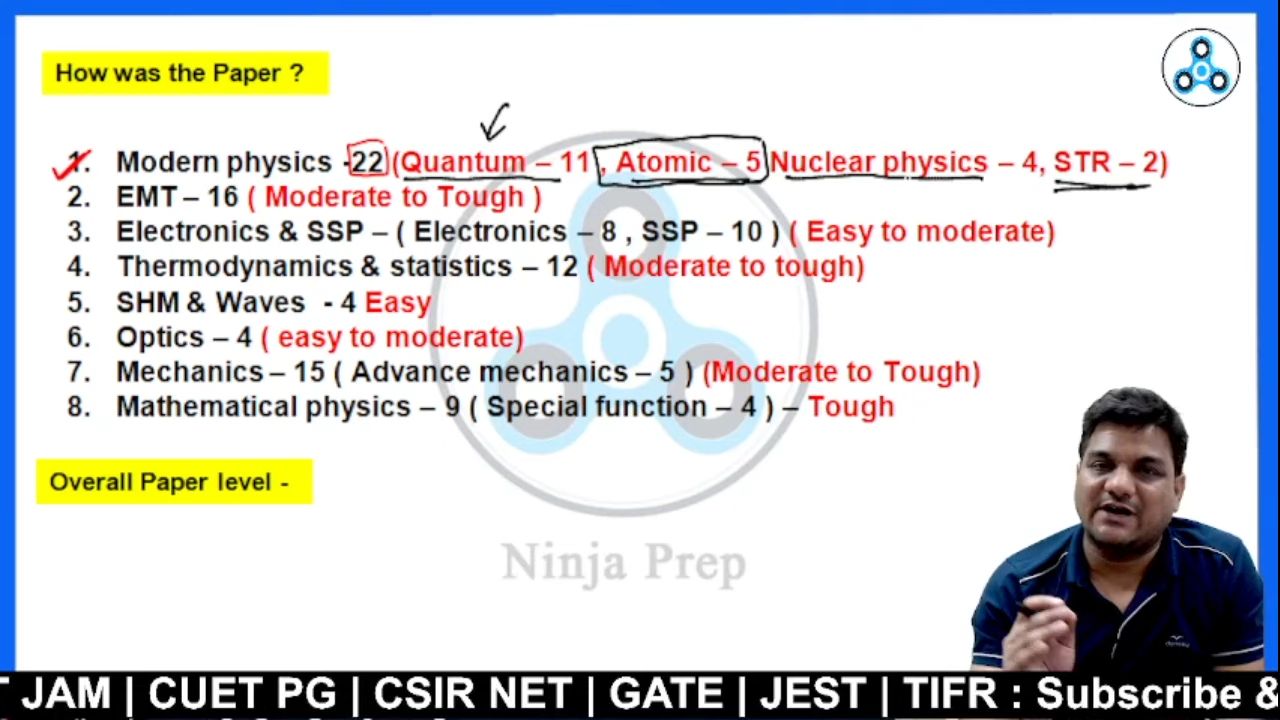 How was the Paper ?
1. Modern physics -22 (Quantum – 11 , Atomic – 5 Nuclear physics – 4, STR – 2)
2. EMT – 16 ( Moderate to Tough )
3. Electronics & SSP – ( Electronics – 8 , SSP – 10 ) ( Easy to moderate)
4. Thermodynamics & statistics – 12 ( Moderate to tough)
5. SHM & Waves - 4 Easy
6. Optics – 4 ( easy to moderate)
7. Mechanics – 15 ( Advance mechanics – 5 ) (Moderate to Tough)
8. Mathematical physics – 9 ( Special function – 4 ) – Tough
Overall Paper level -
Ninja Prep
T JAM | CUET PG | CSIR NET | GATE | JEST | TIFR : Subscribe &